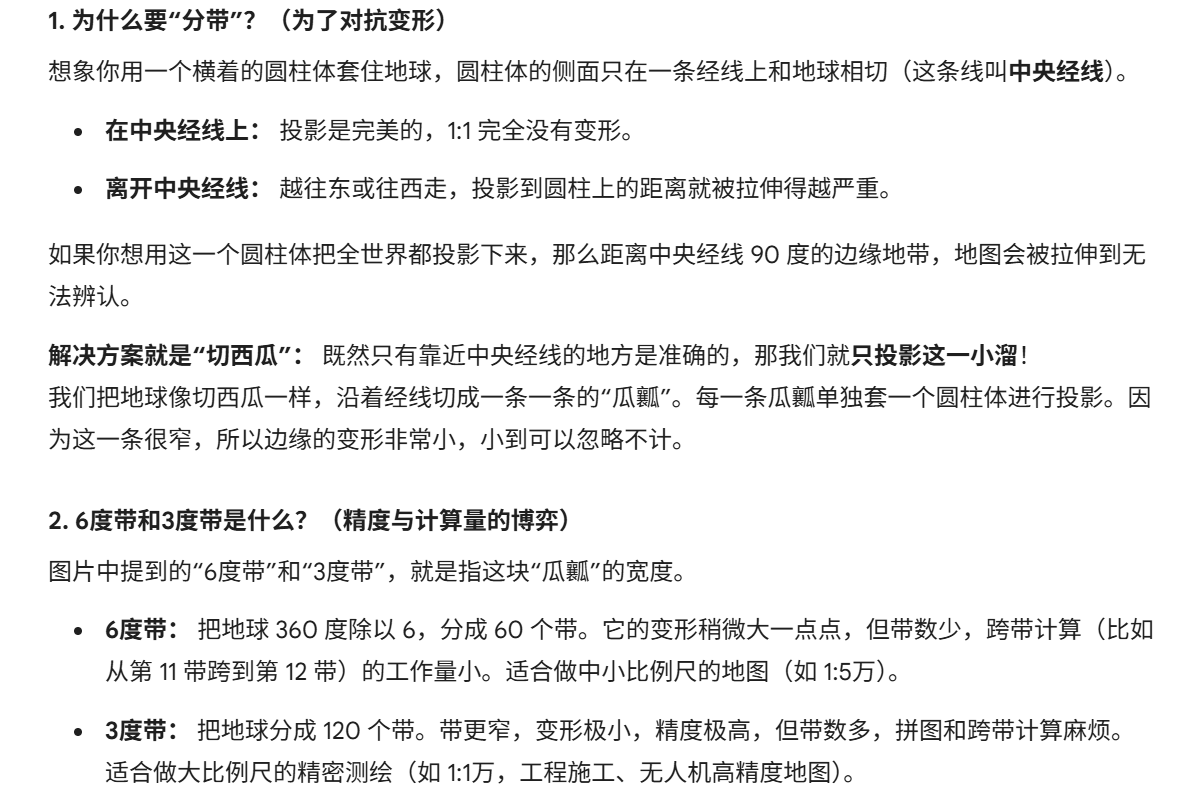 1. 为什么要“分带”？（为了对抗变形）
想象你用一个横着的圆柱体套住地球，圆柱体的侧面只在一条经线上和地球相切（这条线叫中央经线）。
• 在中央经线上： 投影是完美的，1:1 完全没有变形。
• 离开中央经线： 越往东或往西走，投影到圆柱上的距离就被拉伸得越严重。
如果你想用这一个圆柱体把全世界都投影下来，那么距离中央经线 90 度的边缘地带，地图会被拉伸到无
法辨认。
解决方案就是“切西瓜”： 既然只有靠近中央经线的地方是准确的，那我们就只投影这一小溜！
我们把地球像切西瓜一样，沿着经线切成一条一条的“瓜瓤”。每一条瓜瓤单独套一个圆柱体进行投影。因
为这一条很窄，所以边缘的变形非常小，小到可以忽略不计。
2. 6度带和3度带是什么？（精度与计算量的博弈）
图片中提到的“6度带”和“3度带”，就是指这块“瓜瓤”的宽度。
• 6度带： 把地球 360 度除以 6，分成 60 个带。它的变形稍微大一点点，但带数少，跨带计算（比如
从第 11 带跨到第 12 带）的工作量小。适合做中小比例尺的地图（如 1:5万）。
• 3度带： 把地球分成 120 个带。带更窄，变形极小，精度极高，但带数多，拼图和跨带计算麻烦。
适合做大比例尺的精密测绘（如 1:1万，工程施工、无人机高精度地图）。